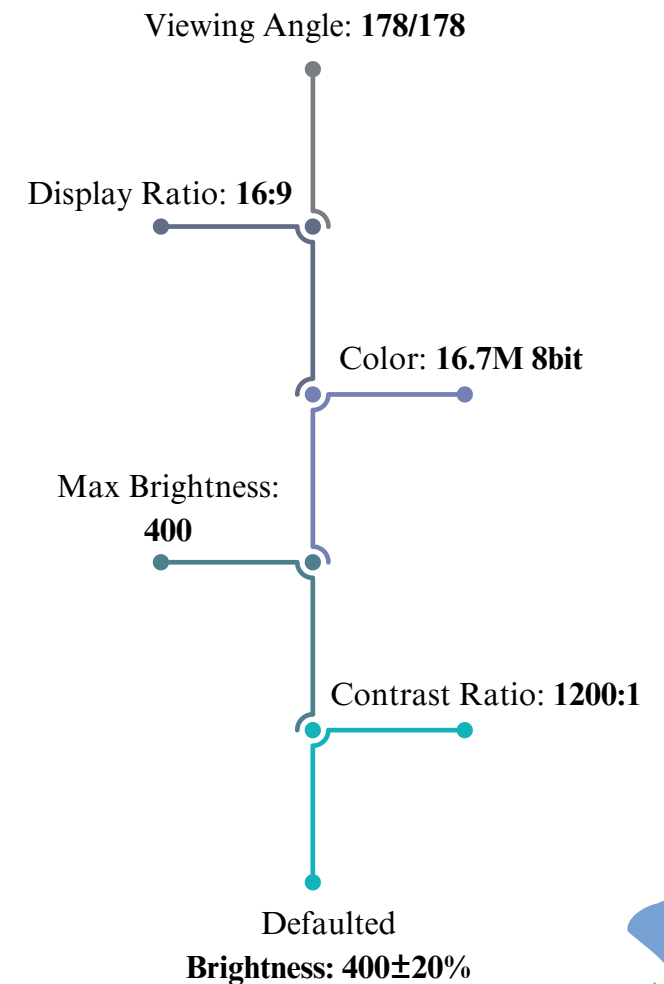 Viewing Angle: 178/178
Display Ratio: 16:9
Color: 16.7M 8bit
Max Brightness:
400
Contrast Ratio: 1200:1
Defaulted
Brightness: 400±20%